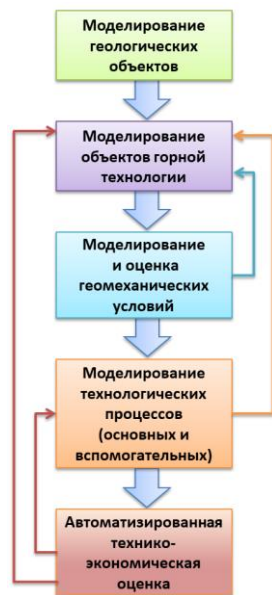 Моделирование
геологических
объектов
Моделирование
объектов горной
технологии
Моделирование
и оценка
геомеханических
условий
Моделирование
технологических
процессов
(основных и
вспомогательных)
Автоматизированная
технико-
экономическая
оценка